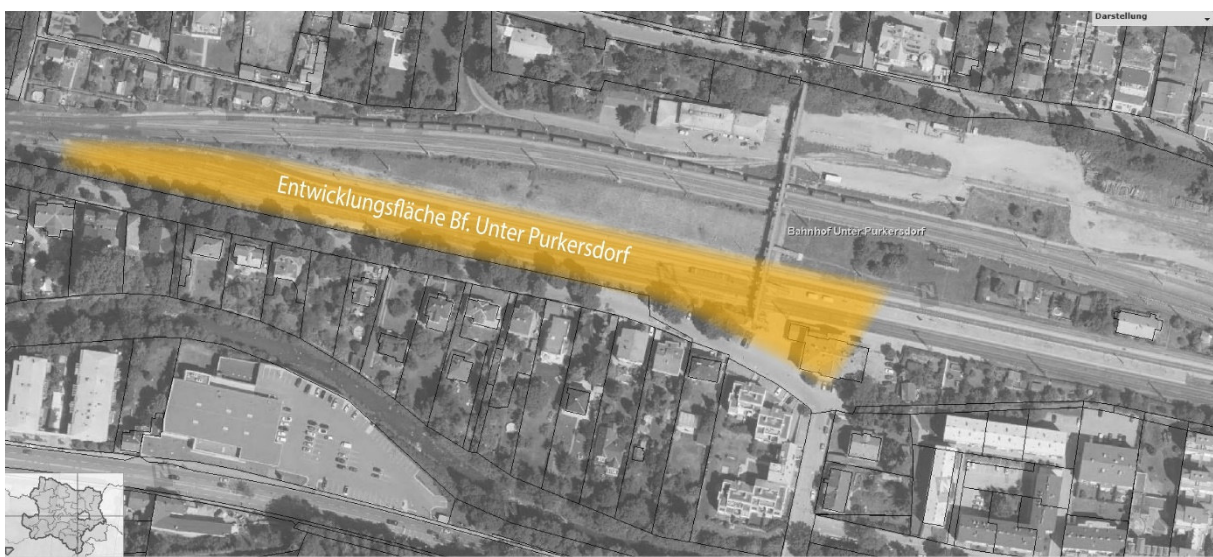 Darstellung
Entwicklungsfläche Bf. Unter Purkersdorf
Bahnhof Unter Purkersdorf